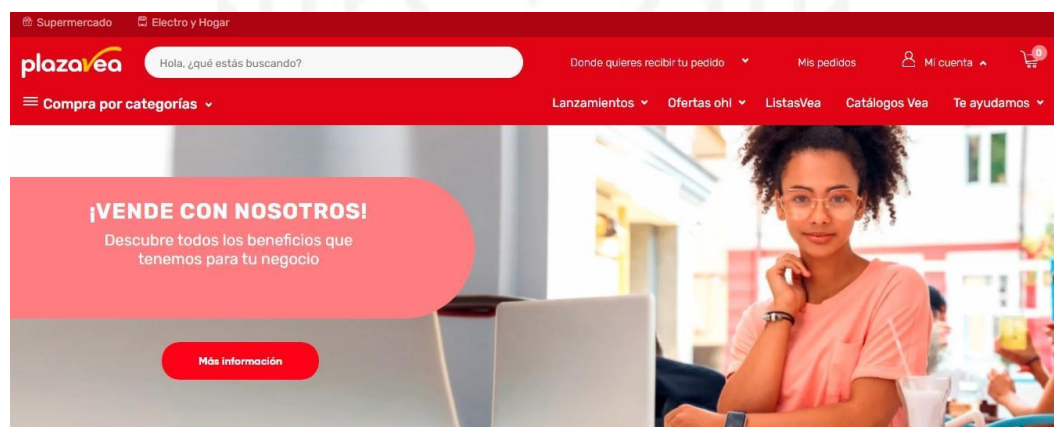 Supermercado Electro y Hogar
plazavea Hola, ¿qué estás buscando? Donde quieres recibir tu pedido Mis pedidos Mi cuenta 0
Compra por categorías Lanzamientos Ofertas oh! ListasVea Catálogos Vea Te ayudamos
¡VENDE CON NOSOTROS!
Descubre todos los beneficios que
tenemos para tu negocio
Más información